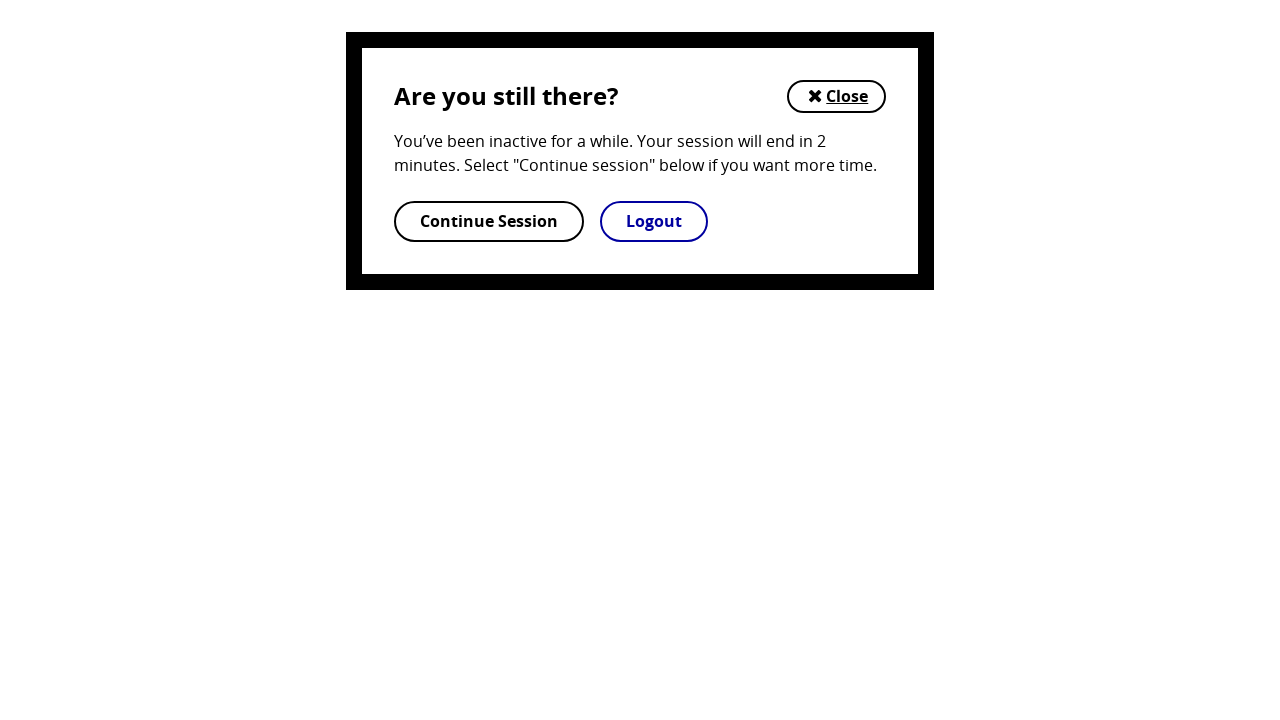 Are you still there?
✖ Close
You’ve been inactive for a while. Your session will end in 2
minutes. Select "Continue session" below if you want more time.
Continue Session
Logout